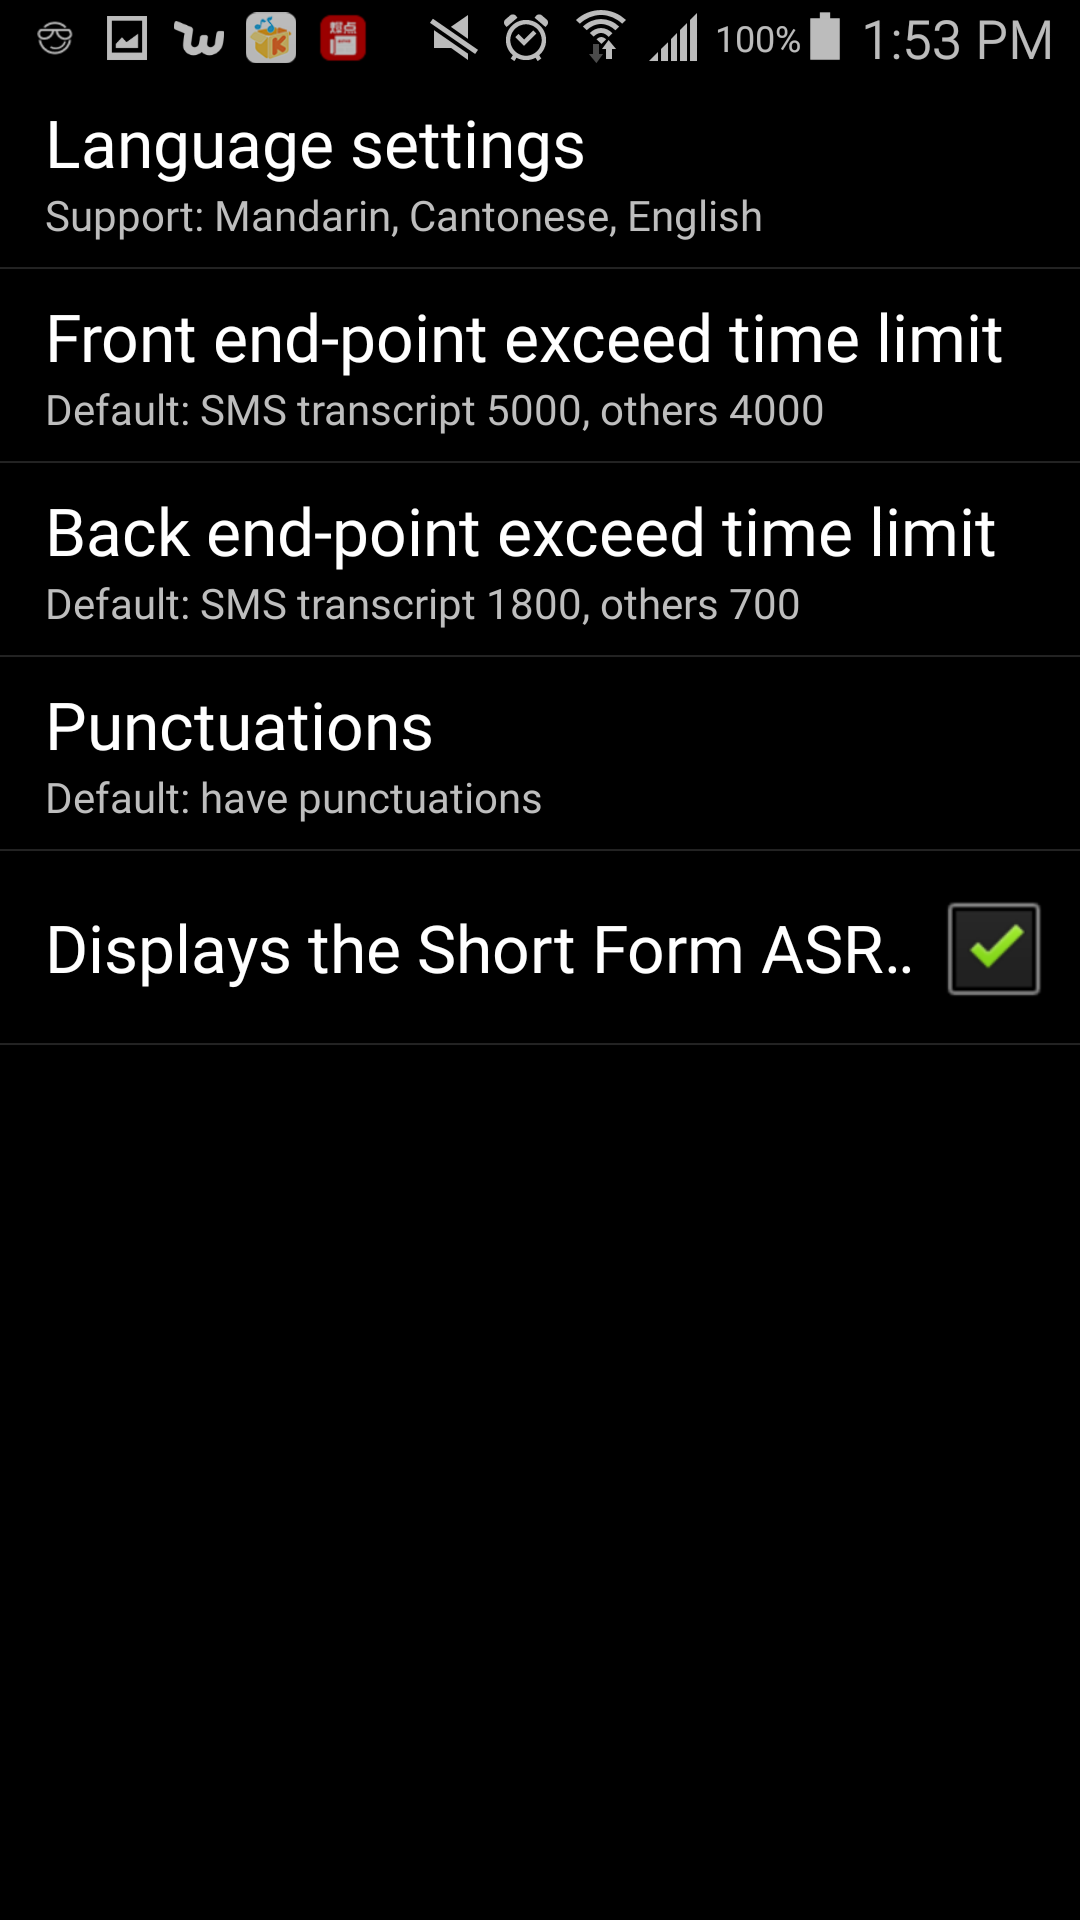 100% 1:53 PM
Language settings
Support: Mandarin, Cantonese, English
Front end-point exceed time limit
Default: SMS transcript 5000, others 4000
Back end-point exceed time limit
Default: SMS transcript 1800, others 700
Punctuations
Default: have punctuations
Displays the Short Form ASR..